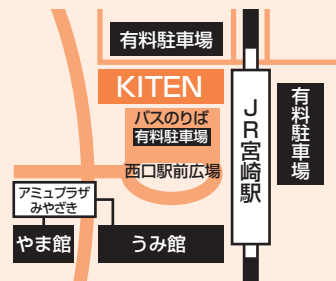 有料駐車場
KITEN
バスのりば
有料駐車場
西口駅前広場
JR宮崎駅
有料駐車場
アミュプラザ
みやざき
やま館
うみ館